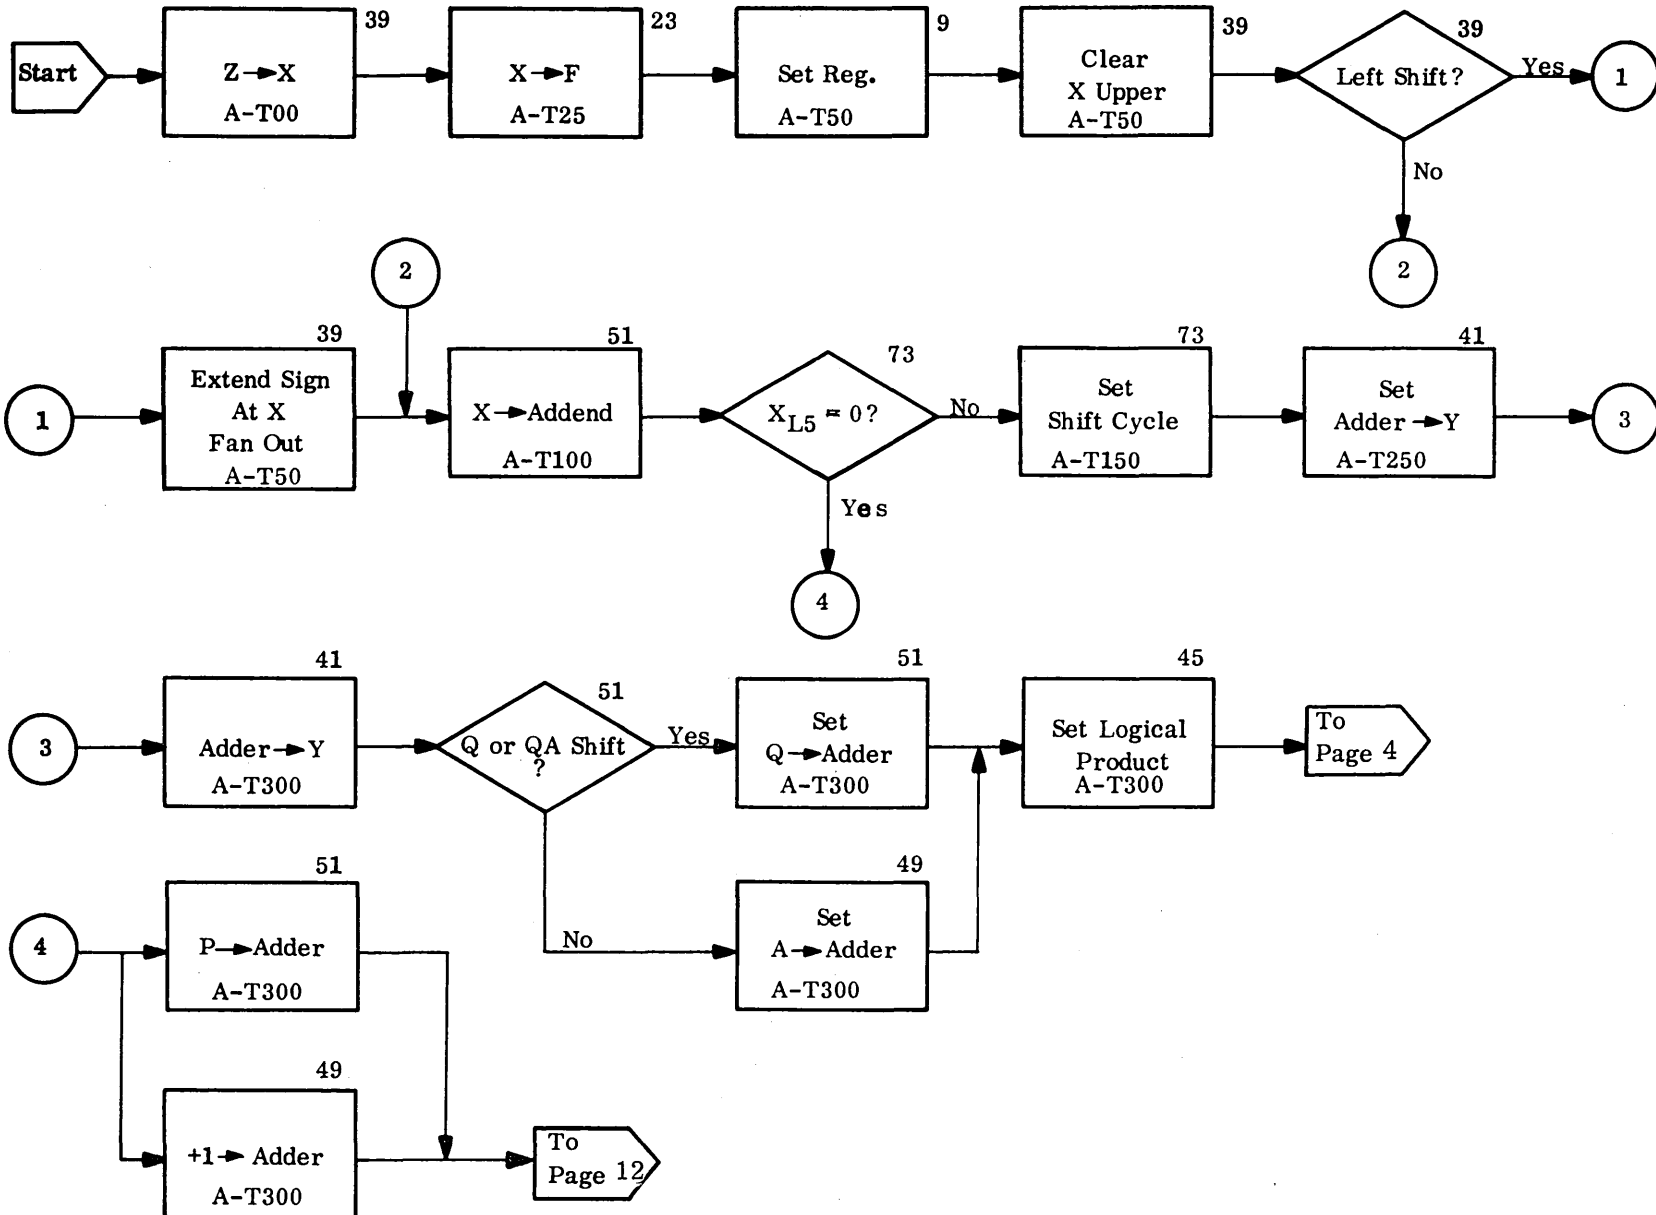 Start
39
Z→X
A-T00
23
X→F
A-T25
9
Set Reg.
A-T50
39
Clear
X Upper
A-T50
39
Left Shift?
Yes
1
No
2
2
1
39
Extend Sign
At X
Fan Out
A-T50
51
X→Addend
A-T100
73
X_L5 = 0?
No
Yes
4
73
Set
Shift Cycle
A-T150
41
Set
Adder→Y
A-T250
3
3
41
Adder→Y
A-T300
51
Q or QA Shift
?
Yes
No
51
Set
Q→Adder
A-T300
45
Set Logical
Product
A-T300
To
Page 4
49
Set
A→Adder
A-T300
4
51
P→Adder
A-T300
49
+1→Adder
A-T300
To
Page 12